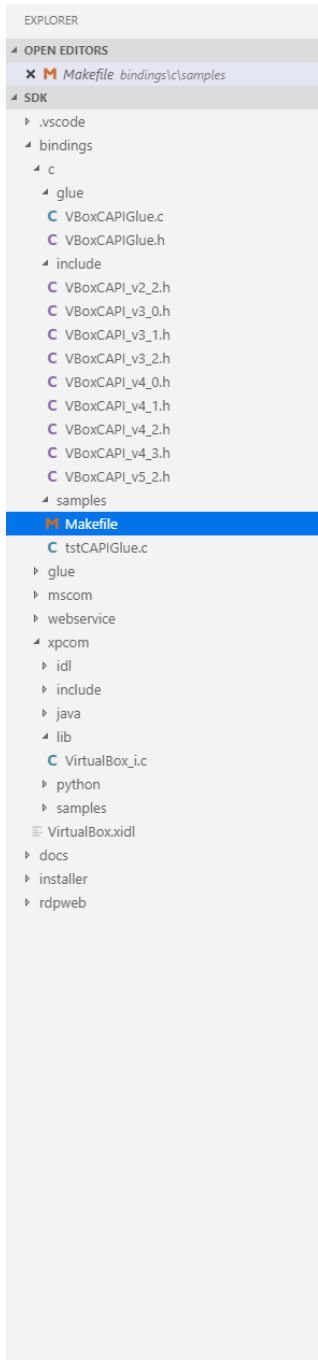 EXPLORER
OPEN EDITORS
M Makefile bindings\c\samples
SDK
.vscode
bindings
c
glue
C VBoxCAPIGlue.c
C VBoxCAPIGlue.h
include
C VBoxCAPI_v2_2.h
C VBoxCAPI_v3_0.h
C VBoxCAPI_v3_1.h
C VBoxCAPI_v3_2.h
C VBoxCAPI_v4_0.h
C VBoxCAPI_v4_1.h
C VBoxCAPI_v4_2.h
C VBoxCAPI_v4_3.h
C VBoxCAPI_v5_2.h
samples
M Makefile
C tstCAPIGlue.c
glue
mscom
webservice
xpcom
idl
include
java
lib
C VirtualBox_i.c
python
samples
VirtualBox.xidl
docs
installer
rdpweb